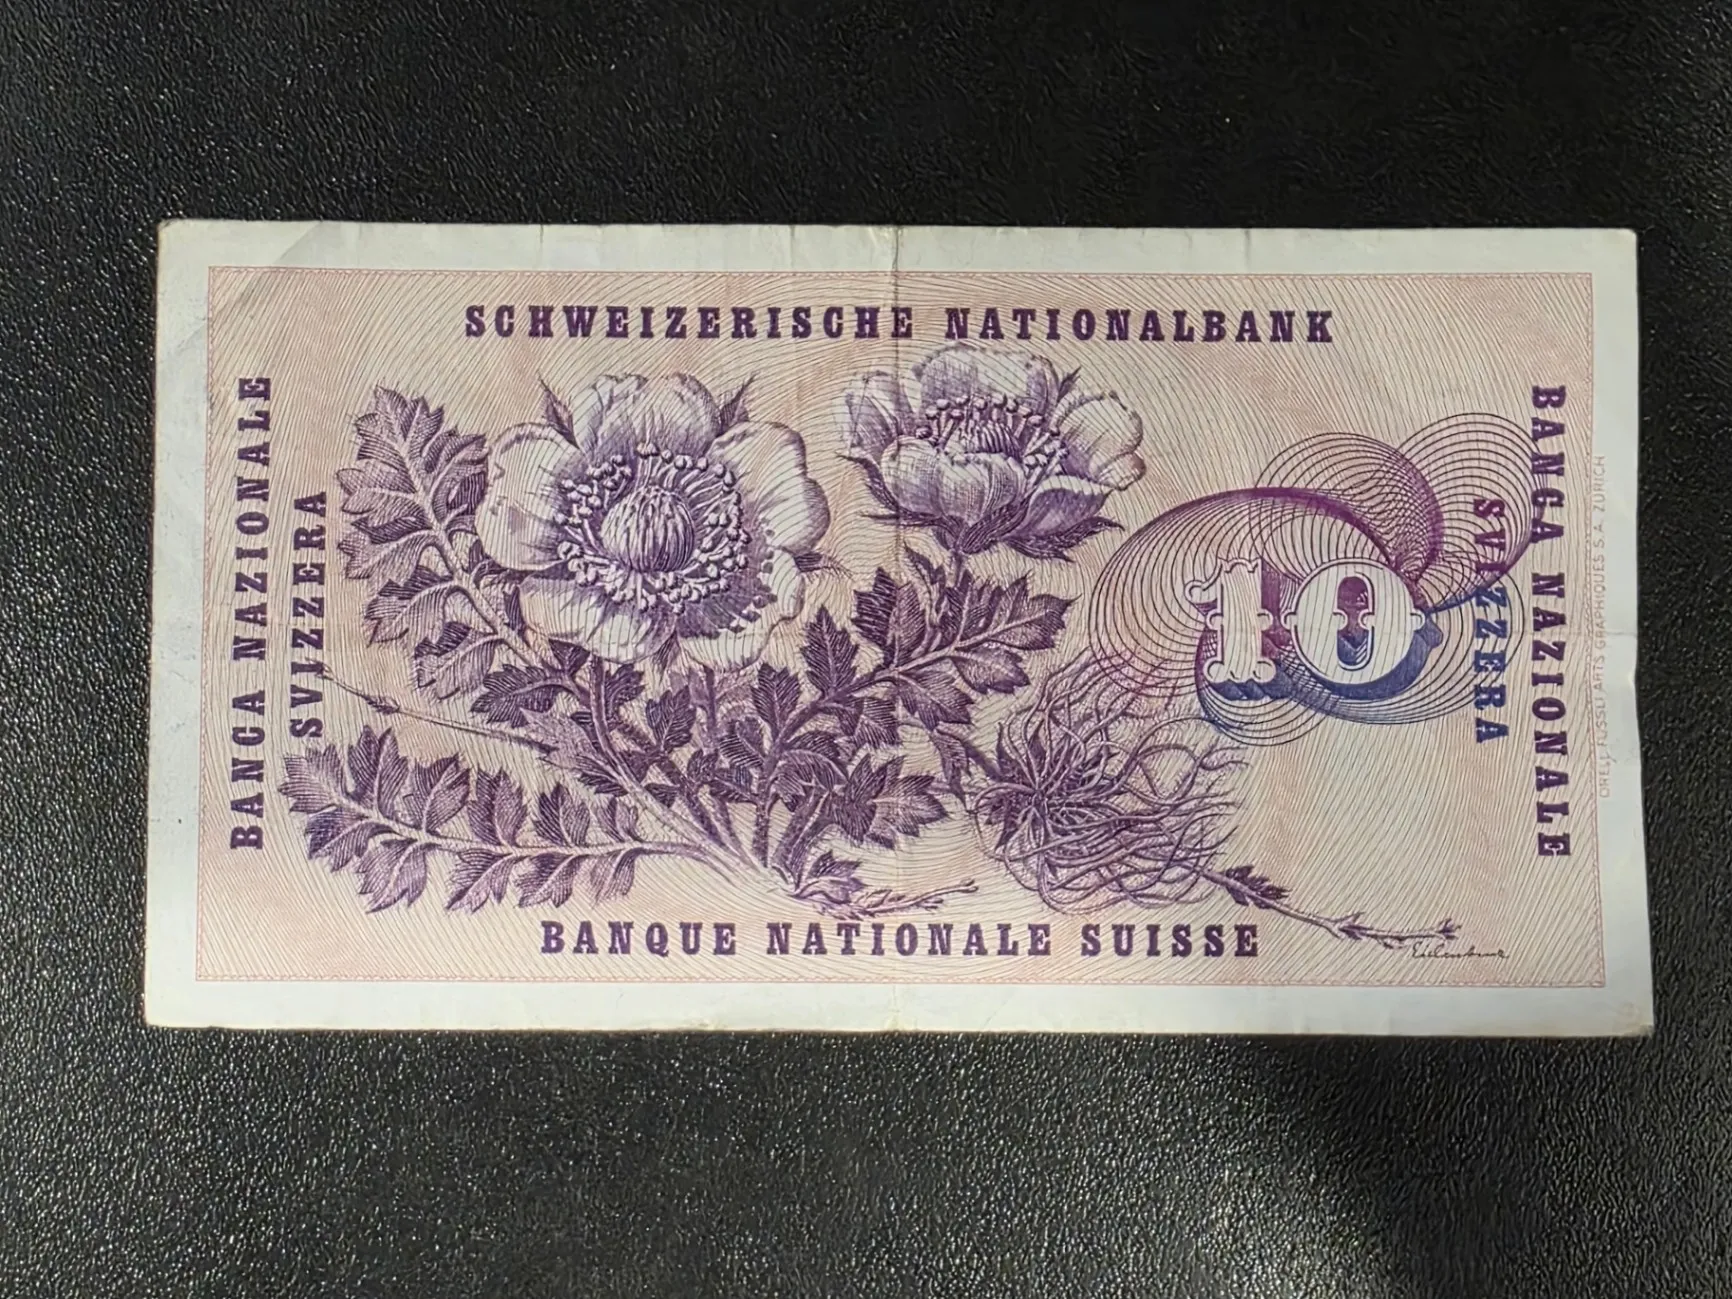 SCHWEIZERISCHE NATIONALBANK
BANCA NAZIONALE
SVIZZERA
10
BANCA NAZIONALE
SVIZZERA
ORELL FÜSSLI ARTS GRAPHIQUES S. A. ZURICH
BANQUE NATIONALE SUISSE